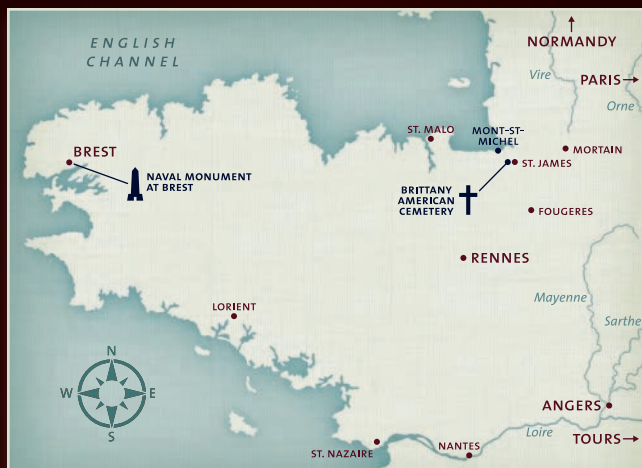 ENGLISH
CHANNEL
NORMANDY
Vire
PARIS
Orne
ST. MALO
MONT-ST-
MICHEL
MORTAIN
BREST
ST. JAMES
NAVAL MONUMENT
AT BREST
BRITTANY
AMERICAN
CEMETERY
FOUGERES
RENNES
Mayenne
LORIENT
Sarthe
N
W
E
S
ANGERS
Loire
TOURS
ST. NAZAIRE
NANTES